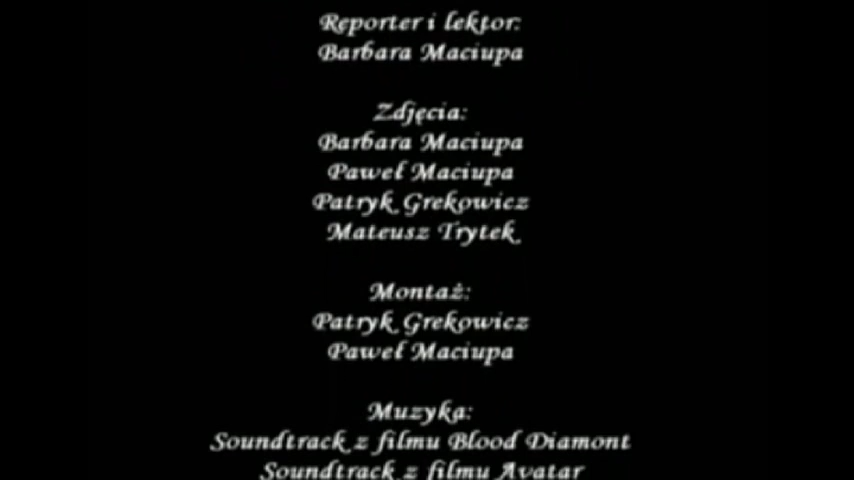 Reporter i lektor:
Barbara Maciupa
Zdjęcia:
Barbara Maciupa
Paweł Maciupa
Patryk Grekowicz
Mateusz Trytek
Montaż:
Patryk Grekowicz
Paweł Maciupa
Muzyka:
Soundtrack z filmu Blood Diamont
Soundtrack z filmu Avatar